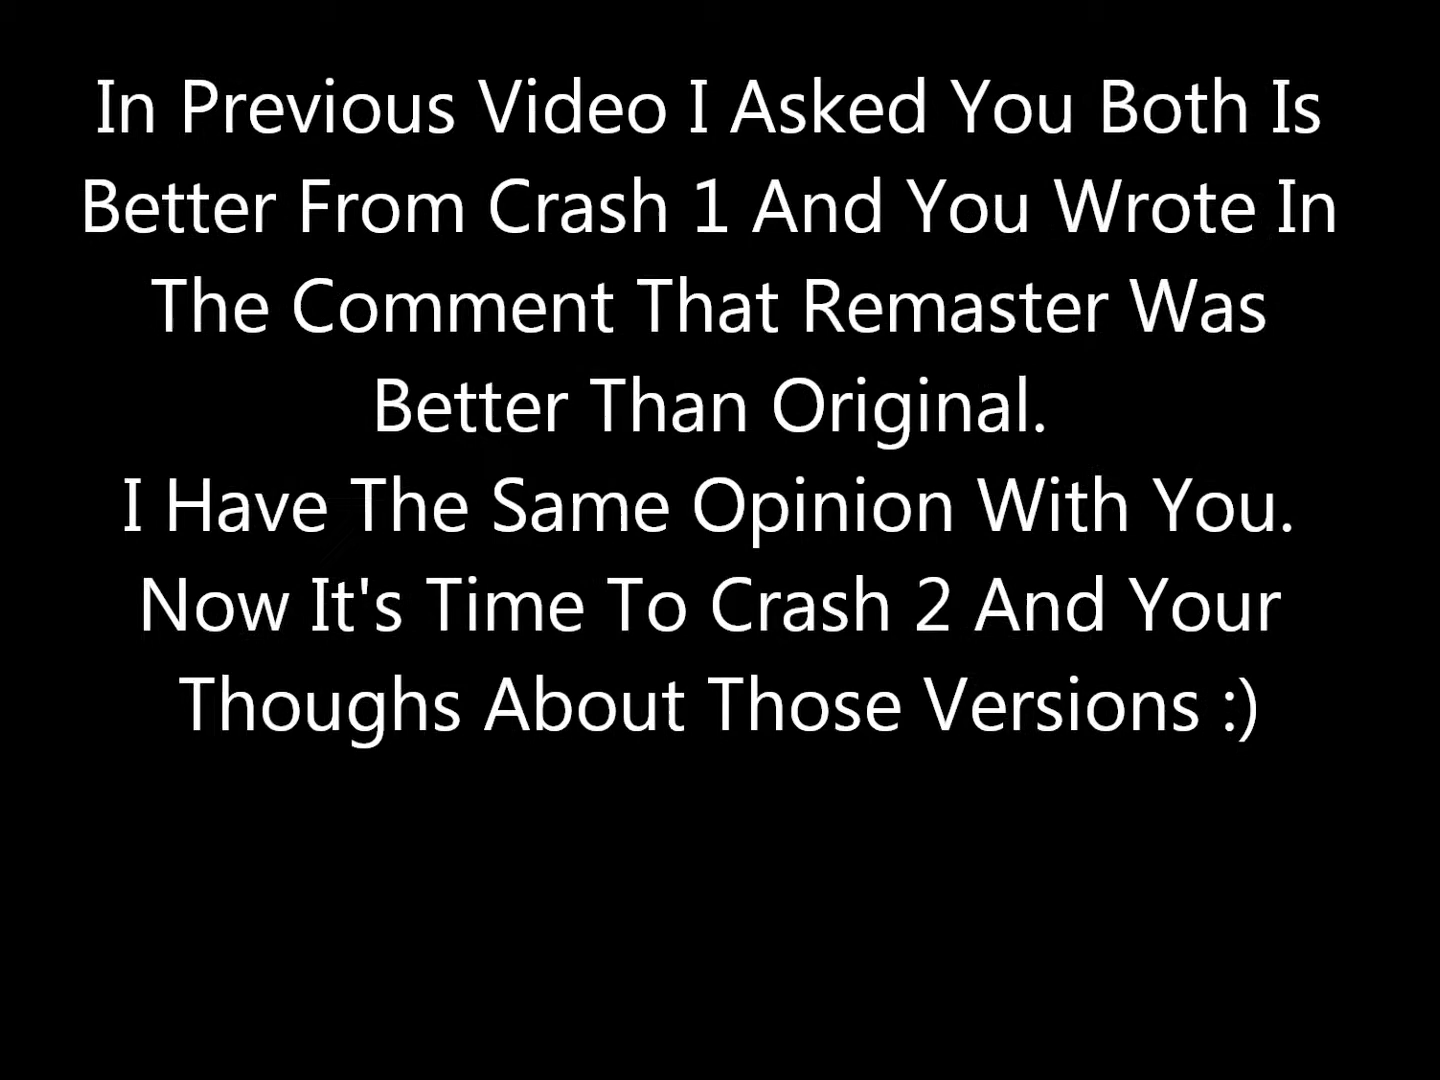 In Previous Video I Asked You Both Is
Better From Crash 1 And You Wrote In
The Comment That Remaster Was
Better Than Original.
I Have The Same Opinion With You.
Now It's Time To Crash 2 And Your
Thoughs About Those Versions :)